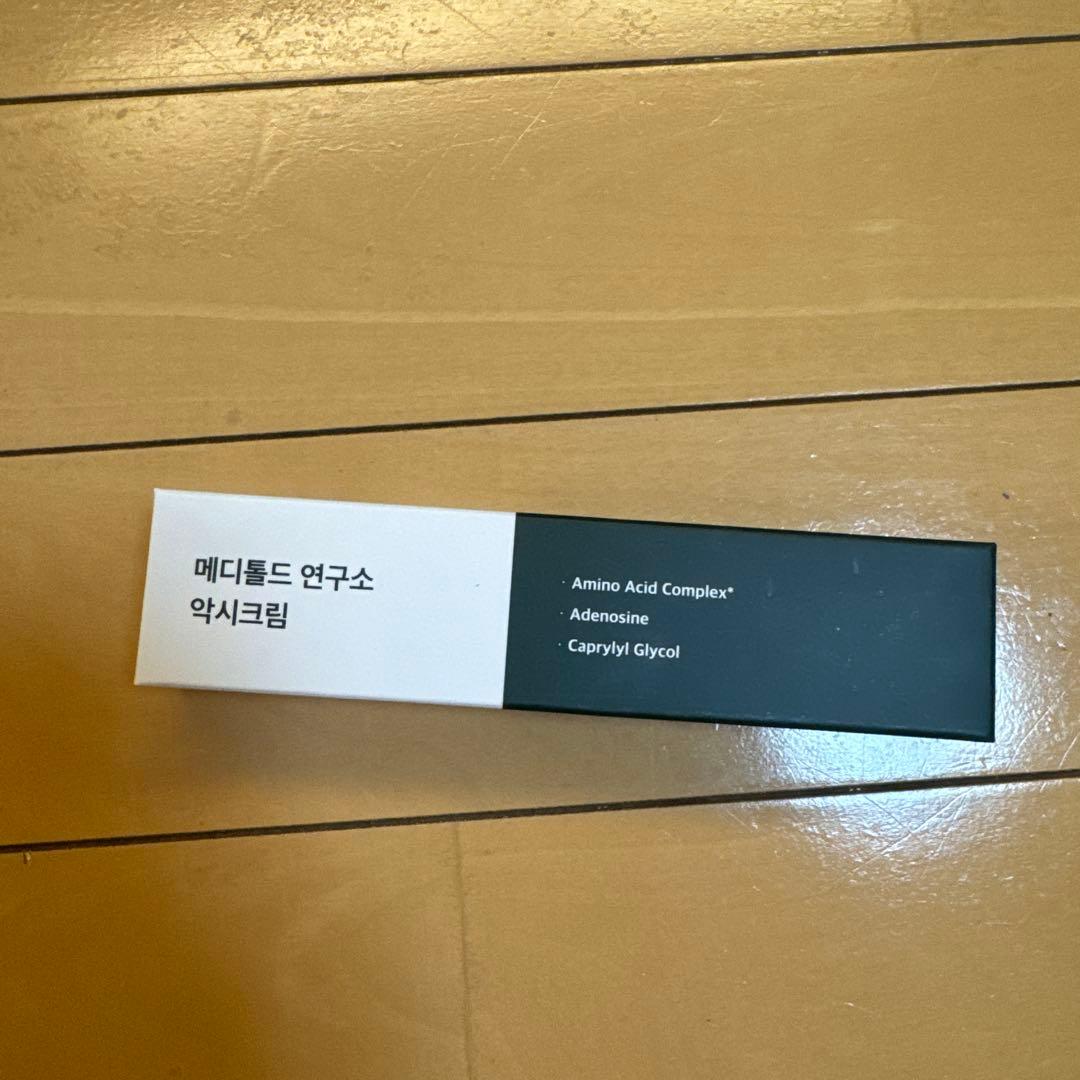 메디톨드 연구소
악시크림
· Amino Acid Complex*
· Adenosine
· Caprylyl Glycol